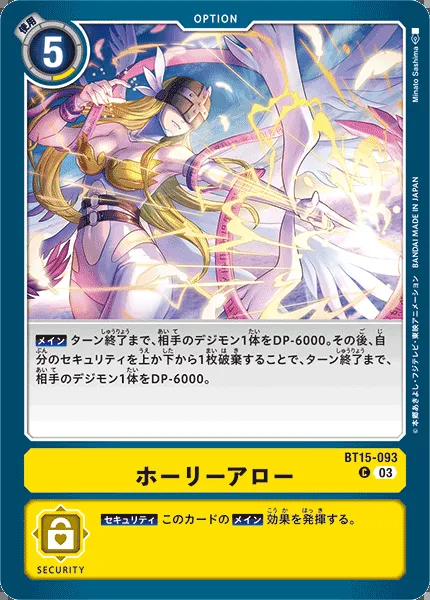 OPTION
使用
5
Minato Sashima
©本郷あきよし・フジテレビ・東映アニメーション BANDAI MADE IN JAPAN
メイン ターン終了まで、相手のデジモン1体をDP-6000。その後、自
分のセキュリティを上か下から1枚破棄することで、ターン終了まで、
相手のデジモン1体をDP-6000。
BT15-093
ホーリーアロー
C 03
セキュリティ このカードの メイン 効果を発揮する。
SECURITY